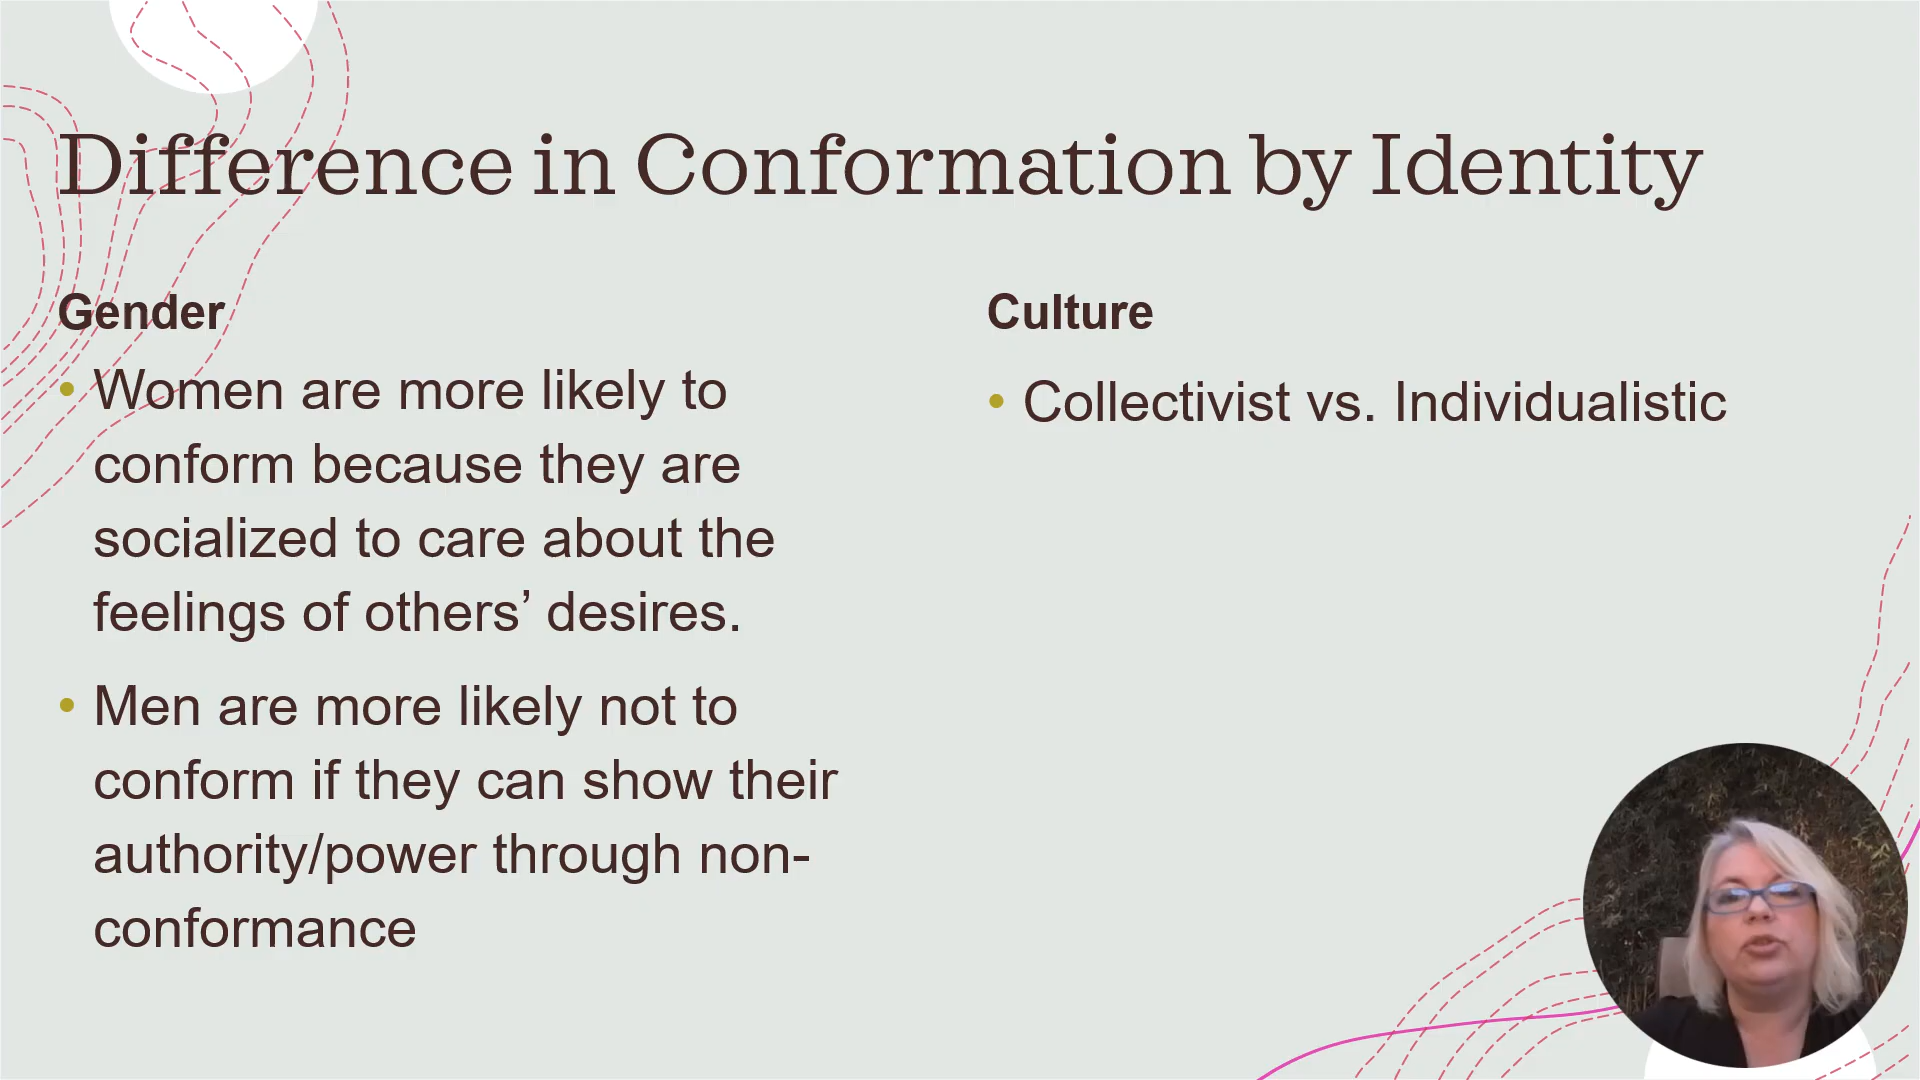 Difference in Conformation by Identity
Gender
• Women are more likely to
conform because they are
socialized to care about the
feelings of others’ desires.
• Men are more likely not to
conform if they can show their
authority/power through non-
conformance
Culture
• Collectivist vs. Individualistic